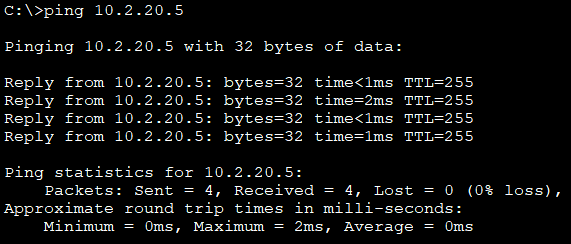 C:\>ping 10.2.20.5
Pinging 10.2.20.5 with 32 bytes of data:
Reply from 10.2.20.5: bytes=32 time<1ms TTL=255
Reply from 10.2.20.5: bytes=32 time=2ms TTL=255
Reply from 10.2.20.5: bytes=32 time<1ms TTL=255
Reply from 10.2.20.5: bytes=32 time=1ms TTL=255
Ping statistics for 10.2.20.5:
    Packets: Sent = 4, Received = 4, Lost = 0 (0% loss),
Approximate round trip times in milli-seconds:
    Minimum = 0ms, Maximum = 2ms, Average = 0ms